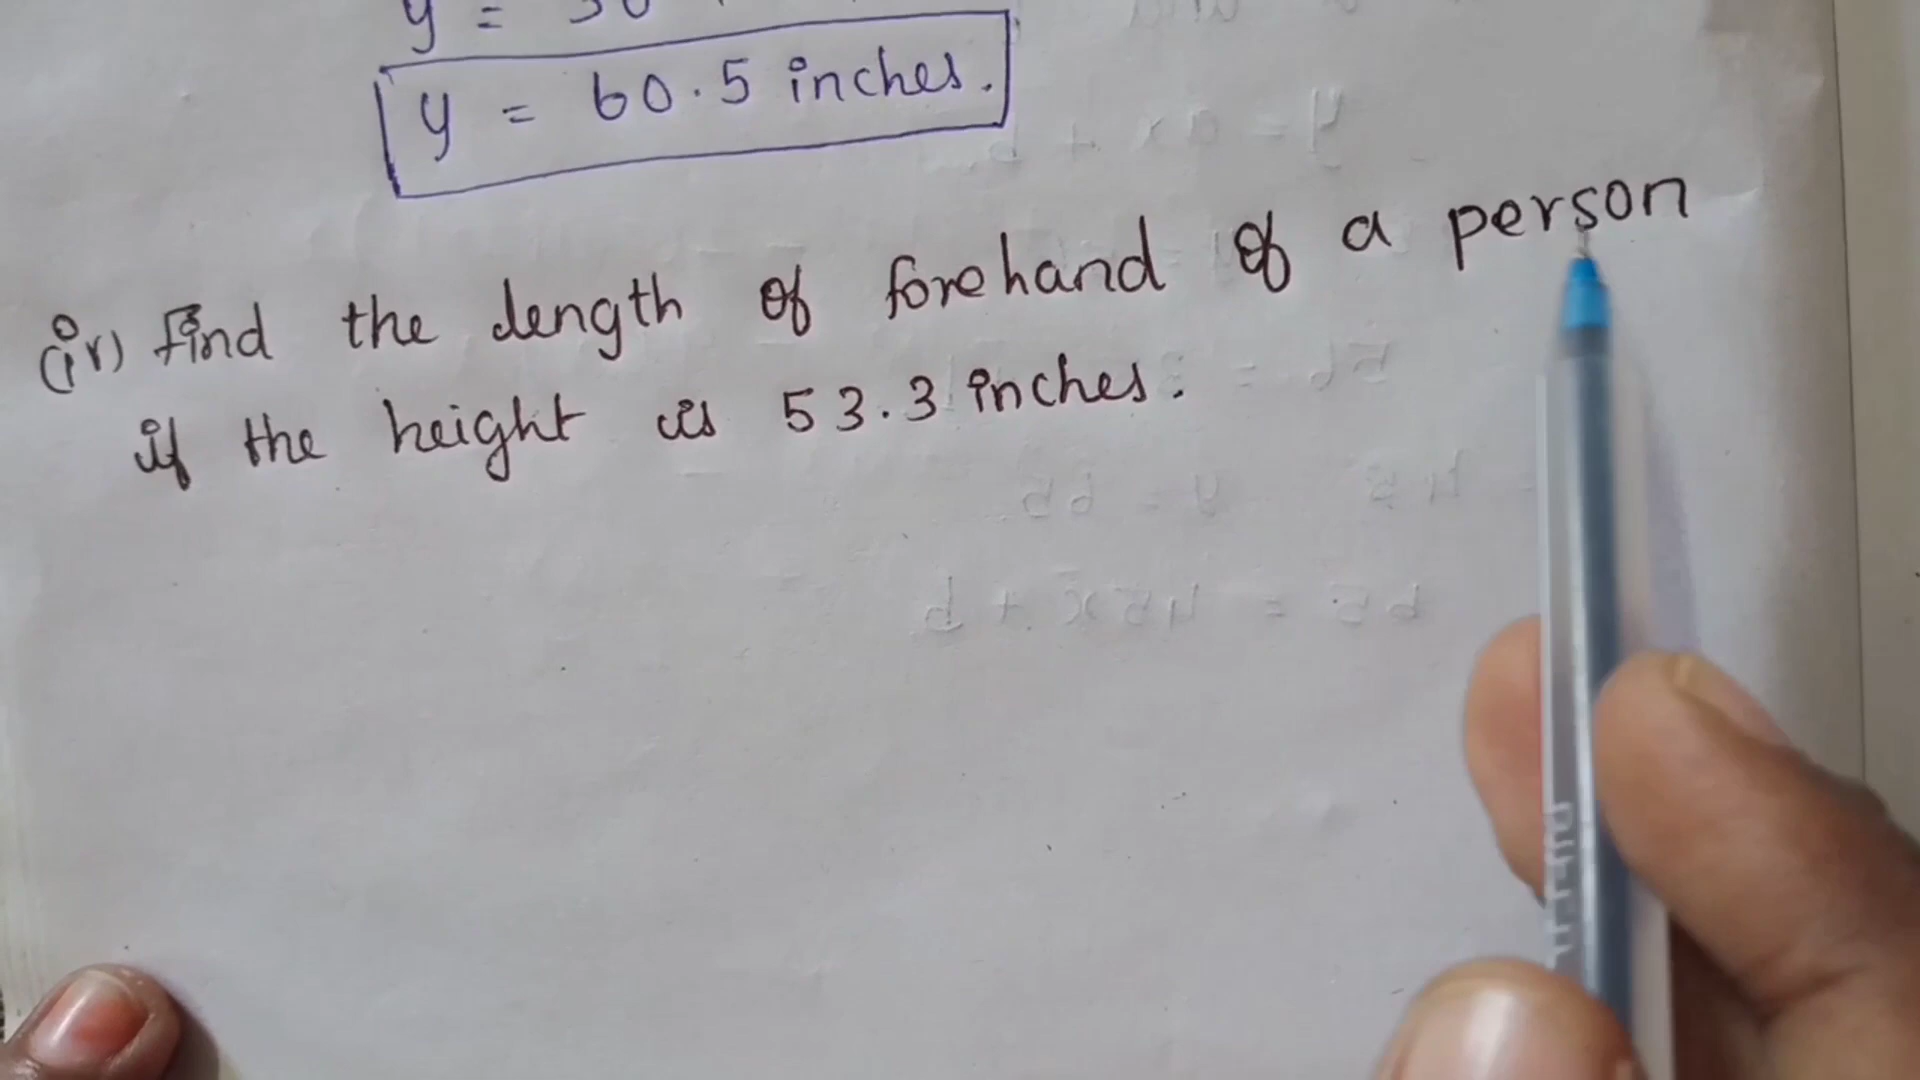 y =
y = 60.5 inches.
(iv) Find the length of forehand of a person
if the height is 53.3 inches.